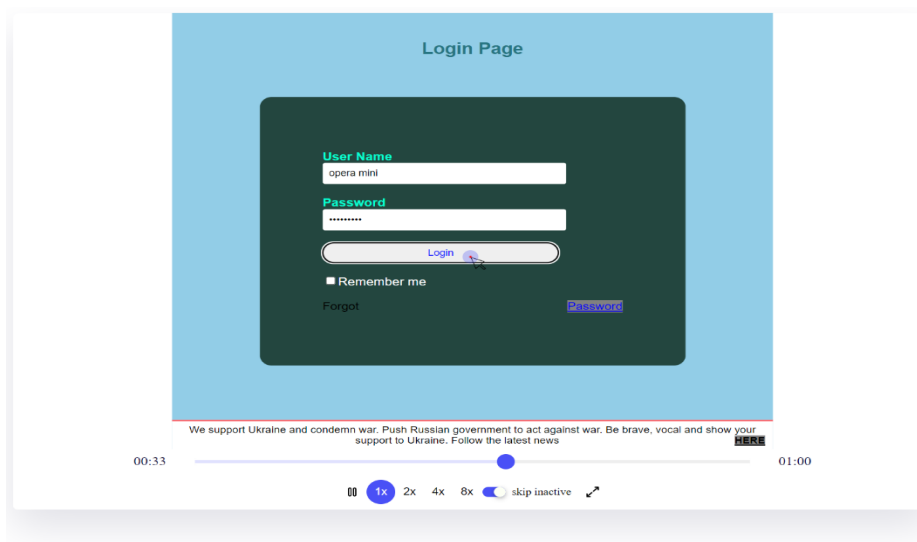 Login Page
User Name
opera mini
Password
•••••••••
Login
Remember me
Forgot Password
We support Ukraine and condemn war. Push Russian government to act against war. Be brave, vocal and show your
support to Ukraine. Follow the latest news HERE
00:33 01:00
1x 2x 4x 8x skip inactive